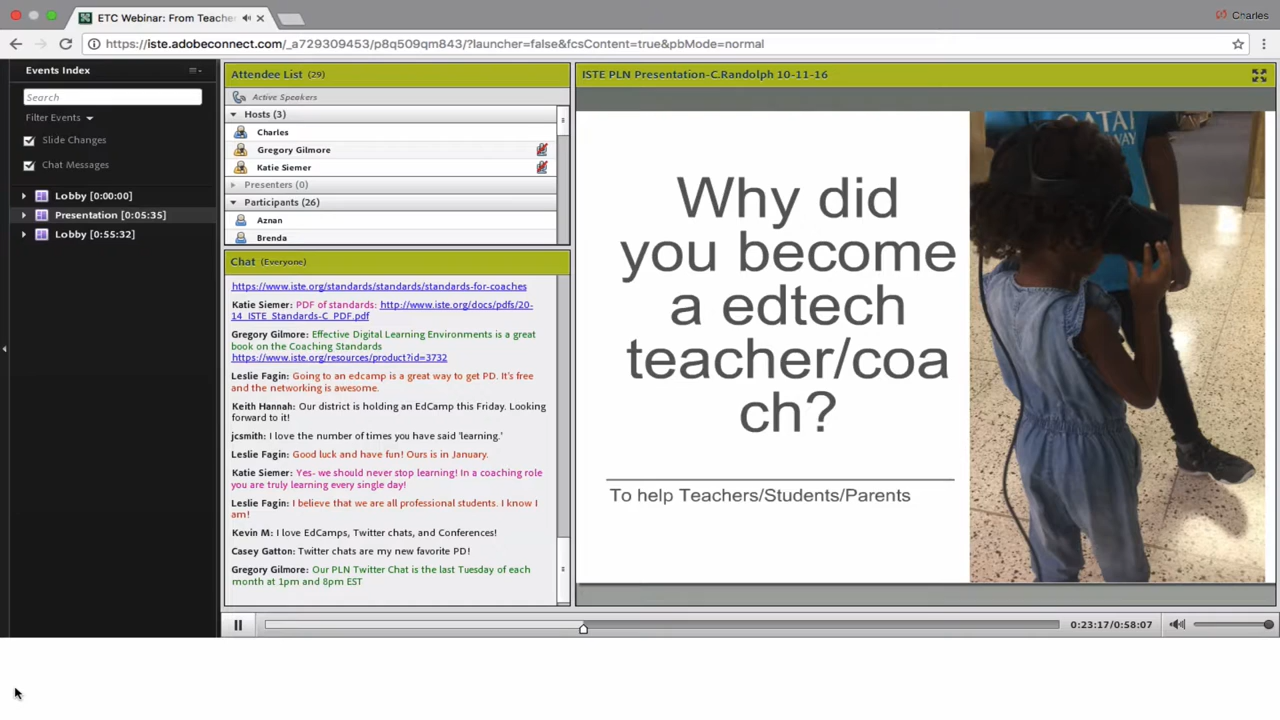 ETC Webinar: From Teache
Charles
https://iste.adobeconnect.com/_a729309453/p8q509qm843/?launcher=false&fcsContent=true&pbMode=normal
Events Index
Search
Filter Events
Slide Changes
Chat Messages
Lobby [0:00:00]
Presentation [0:05:35]
Lobby [0:55:32]
Attendee List (29)
Active Speakers
Hosts (3)
Charles
Gregory Gilmore
Katie Siemer
Presenters (0)
Participants (26)
Aznan
Brenda
Chat (Everyone)
https://www.iste.org/standards/standards/standards-for-coaches
Katie Siemer: PDF of standards: http://www.iste.org/docs/pdfs/20-
14_ISTE_Standards-C_PDF.pdf
Gregory Gilmore: Effective Digital Learning Environments is a great
book on the Coaching Standards
https://www.iste.org/resources/product?id=3732
Leslie Fagin: Going to an edcamp is a great way to get PD. It's free
and the networking is awesome.
Keith Hannah: Our district is holding an EdCamp this Friday. Looking
forward to it!
jcsmith: I love the number of times you have said 'learning.'
Leslie Fagin: Good luck and have fun! Ours is in January.
Katie Siemer: Yes- we should never stop learning! In a coaching role
you are truly learning every single day!
Leslie Fagin: I believe that we are all professional students. I know I
am!
Kevin M: I love EdCamps, Twitter chats, and Conferences!
Casey Gatton: Twitter chats are my new favorite PD!
Gregory Gilmore: Our PLN Twitter Chat is the last Tuesday of each
month at 1pm and 8pm EST
ISTE PLN Presentation-C.Randolph 10-11-16
Why did
you become
a edtech
teacher/coa
ch?
To help Teachers/Students/Parents
0:23:17/0:58:07